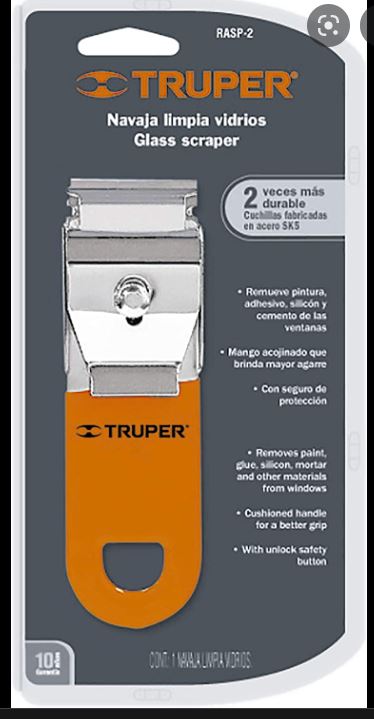 RASP-2
TRUPER
Navaja limpia vidrios
Glass scraper
2 veces más
durable
Cuchillas fabricadas
en acero SK5
• Remueve pintura,
adhesivo, silicón y
cemento de las
ventanas
• Mango acojinado que
brinda mayor agarre
• Con seguro de
protección
TRUPER
• Removes paint,
glue, silicon, mortar
and other materials
from windows
• Cushioned handle
for a better grip
• With unlock safety
button
10 años
Garantía
CONT: 1 NAVAJA LIMPIA VIDRIOS.